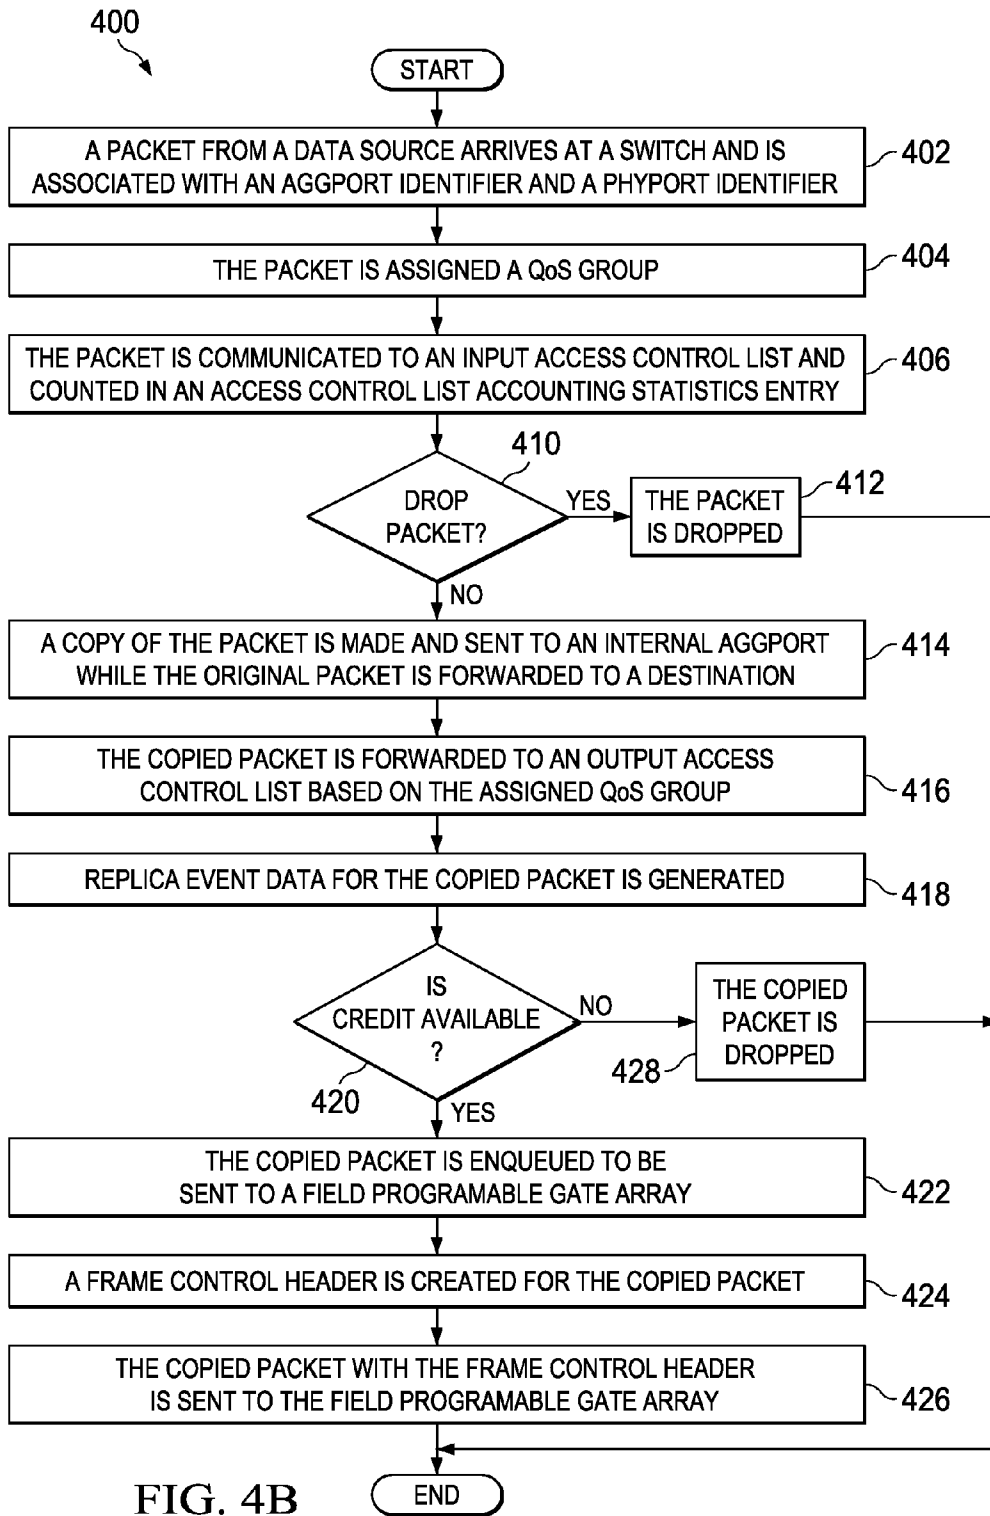 400
START
A PACKET FROM A DATA SOURCE ARRIVES AT A SWITCH AND IS
ASSOCIATED WITH AN AGGPORT IDENTIFIER AND A PHYPORT IDENTIFIER
402
THE PACKET IS ASSIGNED A QoS GROUP
404
THE PACKET IS COMMUNICATED TO AN INPUT ACCESS CONTROL LIST AND
COUNTED IN AN ACCESS CONTROL LIST ACCOUNTING STATISTICS ENTRY
406
410
DROP
PACKET?
YES
THE PACKET
IS DROPPED
412
NO
A COPY OF THE PACKET IS MADE AND SENT TO AN INTERNAL AGGPORT
WHILE THE ORIGINAL PACKET IS FORWARDED TO A DESTINATION
414
THE COPIED PACKET IS FORWARDED TO AN OUTPUT ACCESS
CONTROL LIST BASED ON THE ASSIGNED QoS GROUP
416
REPLICA EVENT DATA FOR THE COPIED PACKET IS GENERATED
418
IS
CREDIT AVAILABLE
?
420
NO
THE COPIED
PACKET IS
DROPPED
428
YES
THE COPIED PACKET IS ENQUEUED TO BE
SENT TO A FIELD PROGRAMABLE GATE ARRAY
422
A FRAME CONTROL HEADER IS CREATED FOR THE COPIED PACKET
424
THE COPIED PACKET WITH THE FRAME CONTROL HEADER
IS SENT TO THE FIELD PROGRAMABLE GATE ARRAY
426
END
FIG. 4B